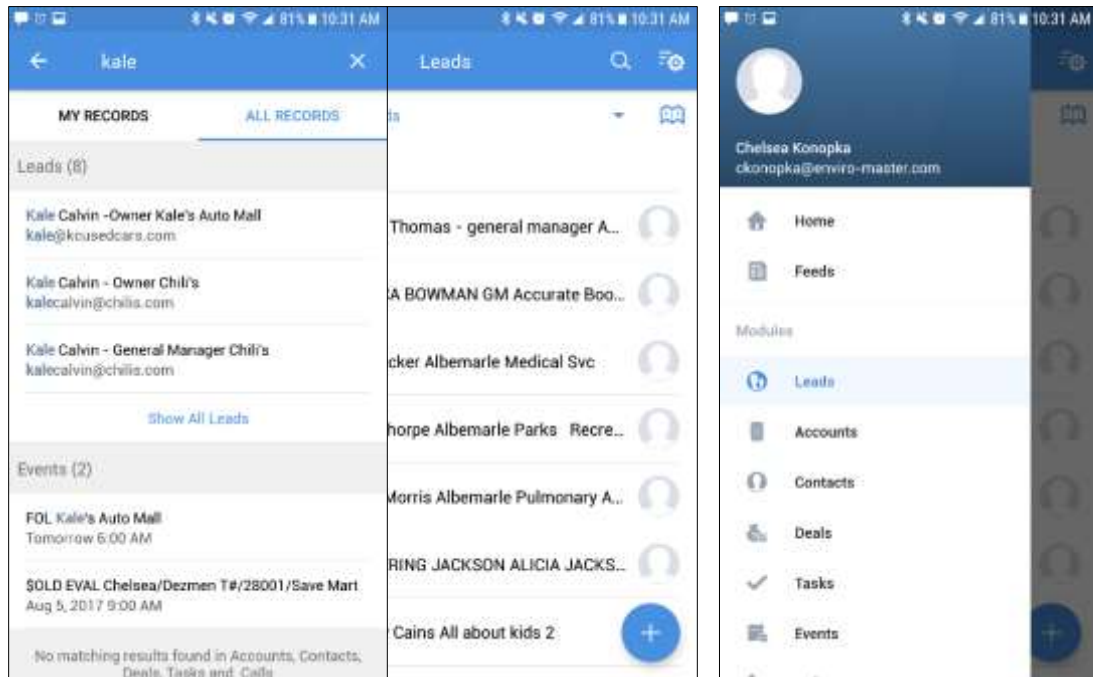 81% 10:31 AM
kale
MY RECORDS
ALL RECORDS
Leads (8)
Kale Calvin -Owner Kale's Auto Mall
kale@kcusedcars.com
Kale Calvin - Owner Chili's
kalecalvin@chilis.com
Kale Calvin - General Manager Chili's
kalecalvin@chilis.com
Show All Leads
Events (2)
FOL Kale's Auto Mall
Tomorrow 6:00 AM
$OLD EVAL Chelsea/Dezmen T#/28001/Save Mart
Aug 5, 2017 9:00 AM
No matching results found in Accounts, Contacts,
Deals, Tasks and Calls
81% 10:31 AM
Leads
ds
Thomas - general manager A...
A BOWMAN GM Accurate Boo...
cker Albemarle Medical Svc
horpe Albemarle Parks Recre...
Morris Albemarle Pulmonary A...
RING JACKSON ALICIA JACKS...
Cains All about kids 2
81% 10:31 AM
Chelsea Konopka
ckonopka@enviro-master.com
Home
Feeds
Modules
Leads
Accounts
Contacts
Deals
Tasks
Events